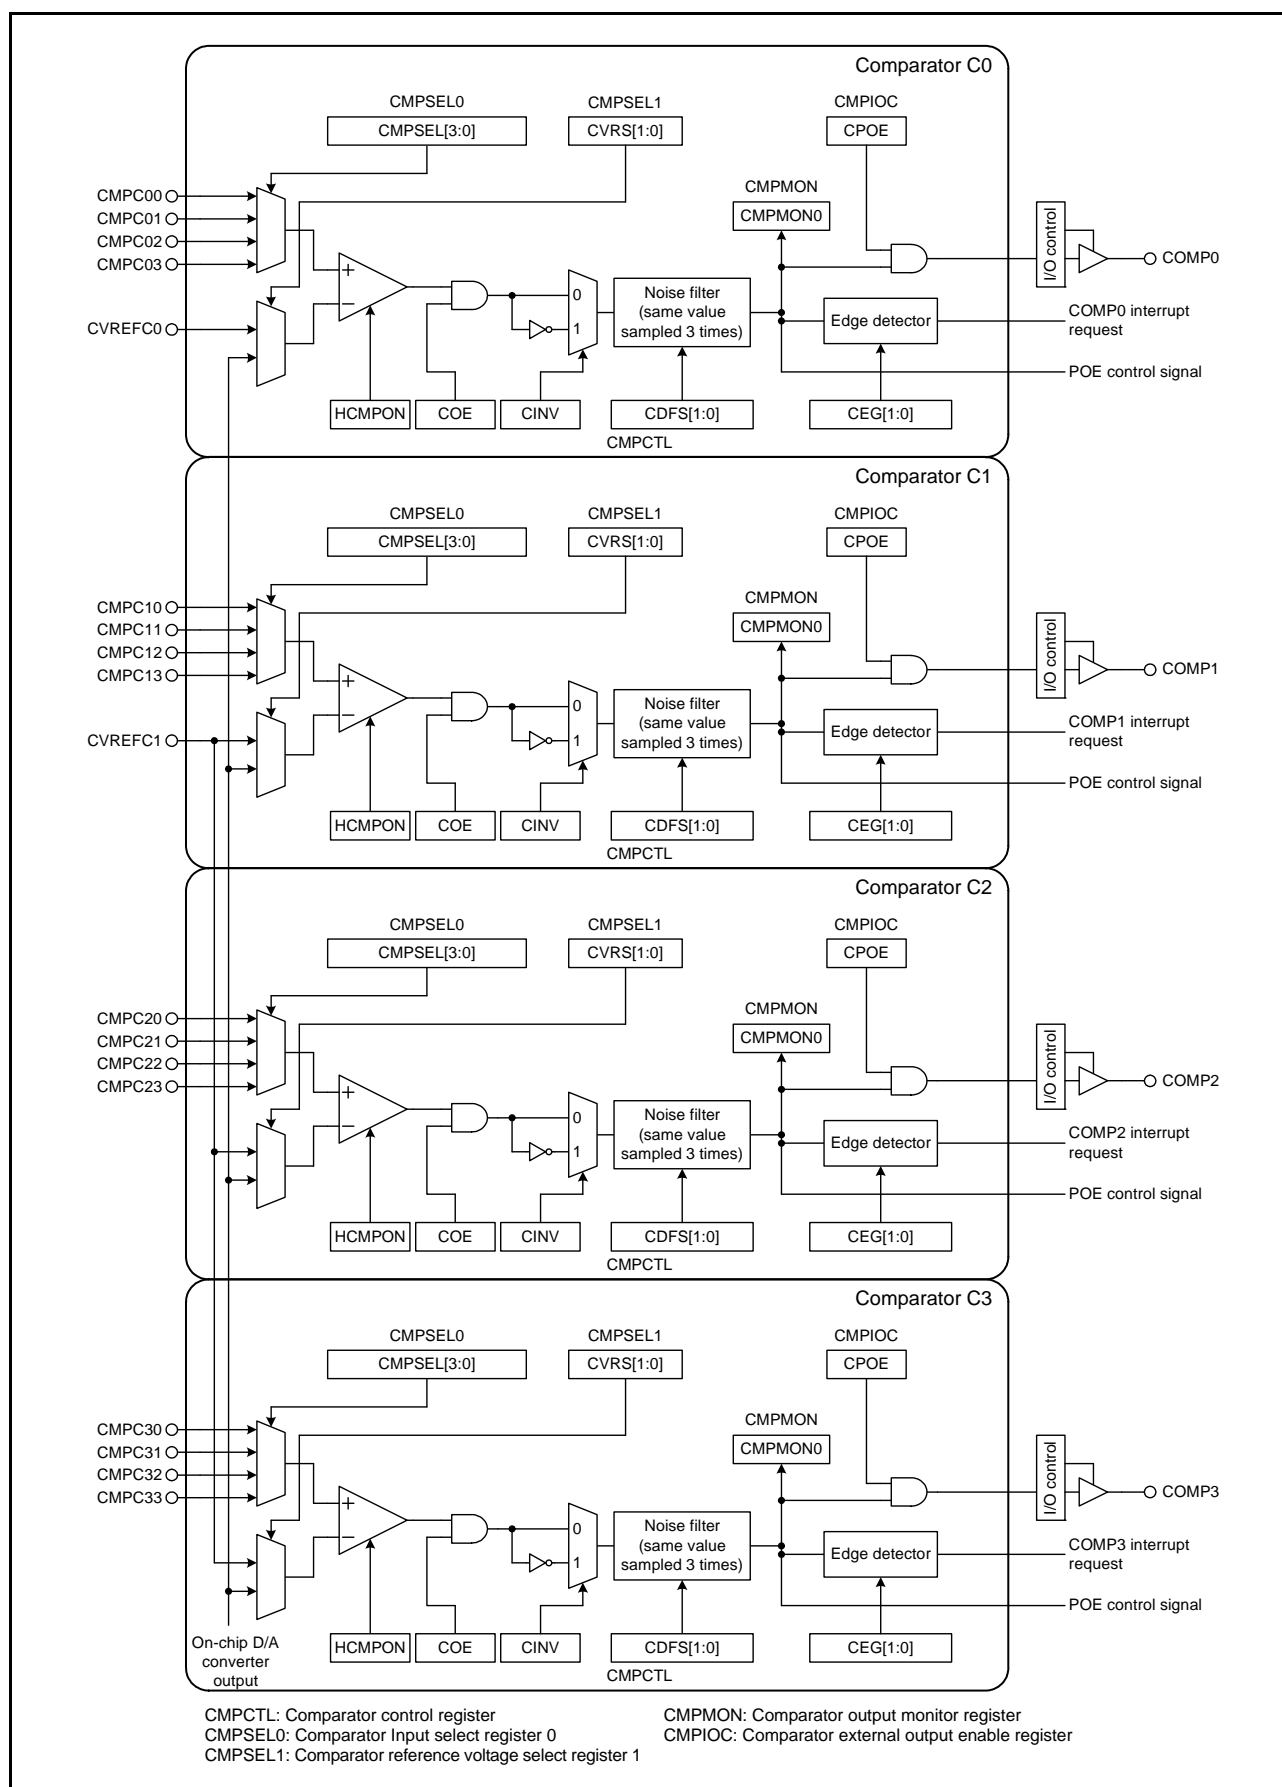 Comparator C0
CMPSEL0
CMPSEL1
CMPIOC
CMPSEL[3:0]
CVRS[1:0]
CPOE
CMPC00
CMPC01
CMPC02
CMPC03
CVREFC0
CMPMON
CMPMON0
+
−
0
1
Noise filter
(same value
sampled 3 times)
Edge detector
I/O control
COMP0
COMP0 interrupt
request
POE control signal
HCMPON
COE
CINV
CDFS[1:0]
CEG[1:0]
CMPCTL
Comparator C1
CMPSEL0
CMPSEL1
CMPIOC
CMPSEL[3:0]
CVRS[1:0]
CPOE
CMPC10
CMPC11
CMPC12
CMPC13
CVREFC1
CMPMON
CMPMON0
+
−
0
1
Noise filter
(same value
sampled 3 times)
Edge detector
I/O control
COMP1
COMP1 interrupt
request
POE control signal
HCMPON
COE
CINV
CDFS[1:0]
CEG[1:0]
CMPCTL
Comparator C2
CMPSEL0
CMPSEL1
CMPIOC
CMPSEL[3:0]
CVRS[1:0]
CPOE
CMPC20
CMPC21
CMPC22
CMPC23
CMPMON
CMPMON0
+
−
0
1
Noise filter
(same value
sampled 3 times)
Edge detector
I/O control
COMP2
COMP2 interrupt
request
POE control signal
HCMPON
COE
CINV
CDFS[1:0]
CEG[1:0]
CMPCTL
Comparator C3
CMPSEL0
CMPSEL1
CMPIOC
CMPSEL[3:0]
CVRS[1:0]
CPOE
CMPC30
CMPC31
CMPC32
CMPC33
CMPMON
CMPMON0
+
−
0
1
Noise filter
(same value
sampled 3 times)
Edge detector
I/O control
COMP3
COMP3 interrupt
request
POE control signal
On-chip D/A
converter
output
HCMPON
COE
CINV
CDFS[1:0]
CEG[1:0]
CMPCTL
CMPCTL: Comparator control register
CMPSEL0: Comparator Input select register 0
CMPSEL1: Comparator reference voltage select register 1
CMPMON: Comparator output monitor register
CMPIOC: Comparator external output enable register